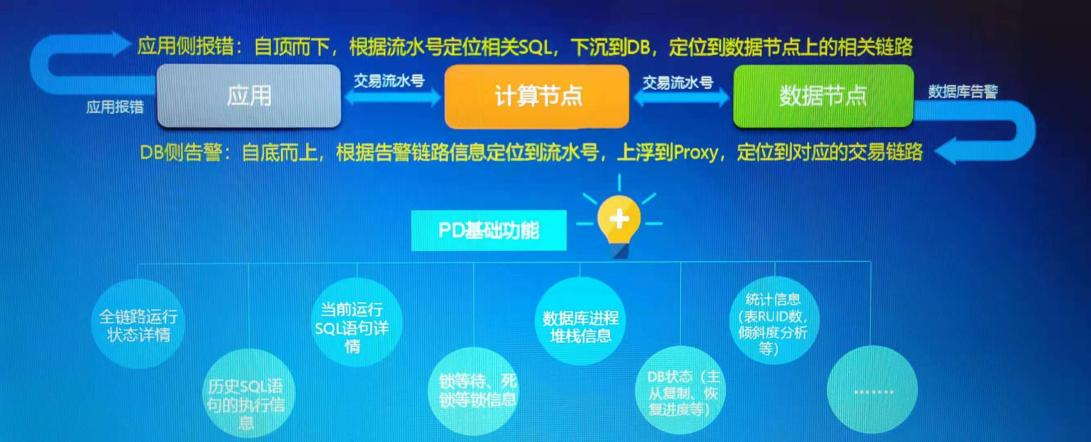 应用侧报错：自顶而下，根据流水号定位相关SQL，下沉到DB，定位到数据节点上的相关链路
应用报错
应用
交易流水号
计算节点
交易流水号
数据节点
数据库告警
DB侧告警：自底而上，根据告警链路信息定位到流水号，上浮到Proxy，定位到对应的交易链路
PD基础功能
全链路运行
状态详情
历史SQL语
句的执行信
息
当前运行
SQL语句详
情
锁等待、死
锁等锁信息
数据库进程
堆栈信息
DB状态（主
从复制、恢
复进度等）
统计信息
(表RUID数，
倾斜度分析
等）
.......